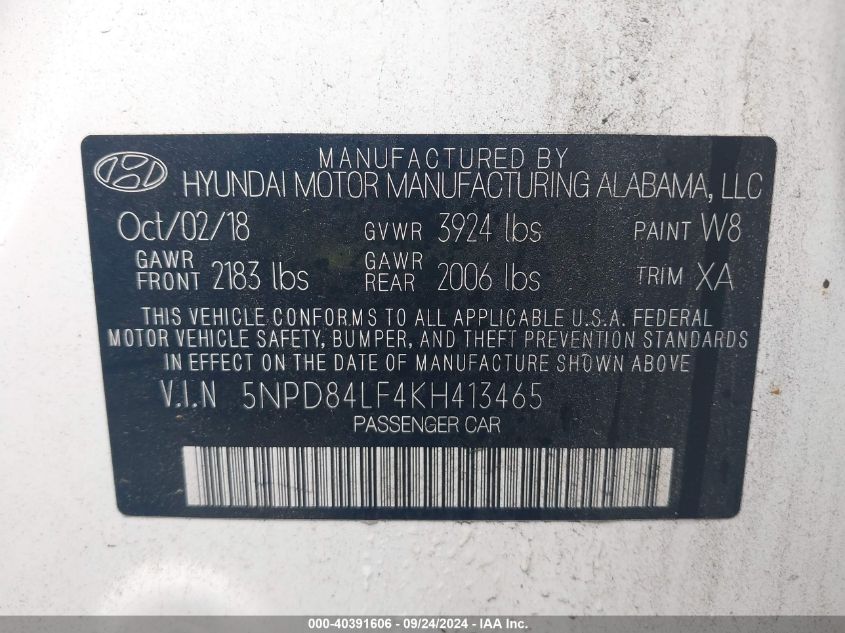 MANUFACTURED BY
HYUNDAI MOTOR MANUFACTURING ALABAMA, LLC
Oct/02/18 GVWR 3924 lbs PAINT W8
GAWR FRONT 2183 lbs GAWR REAR 2006 lbs TRIM XA
THIS VEHICLE CONFORMS TO ALL APPLICABLE U.S.A. FEDERAL
MOTOR VEHICLE SAFETY, BUMPER, AND THEFT PREVENTION STANDARDS
IN EFFECT ON THE DATE OF MANUFACTURE SHOWN ABOVE.
V.I.N 5NPD84LF4KH413465
PASSENGER CAR
000-40391606 - 09/24/2024 - IAA, Inc.